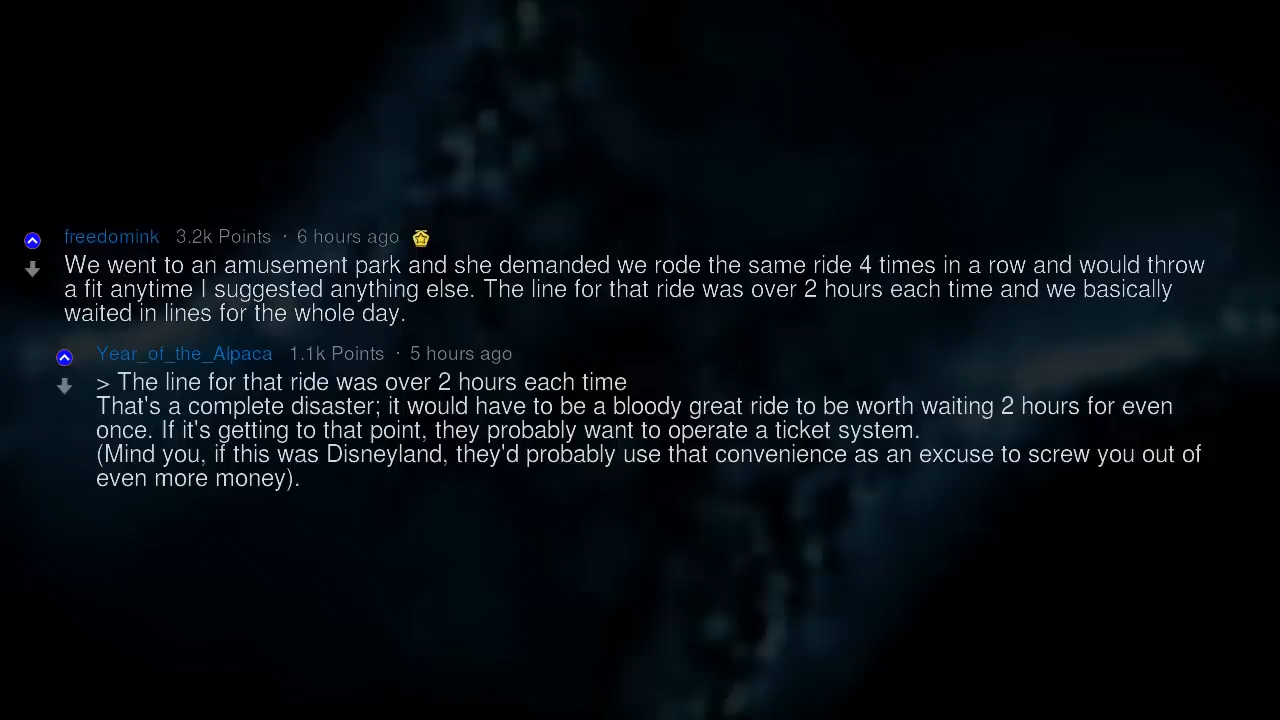 freedomink 3.2k Points · 6 hours ago
We went to an amusement park and she demanded we rode the same ride 4 times in a row and would throw
a fit anytime I suggested anything else. The line for that ride was over 2 hours each time and we basically
waited in lines for the whole day.
Year_of_the_Alpaca 1.1k Points · 5 hours ago
> The line for that ride was over 2 hours each time
That's a complete disaster; it would have to be a bloody great ride to be worth waiting 2 hours for even
once. If it's getting to that point, they probably want to operate a ticket system.
(Mind you, if this was Disneyland, they'd probably use that convenience as an excuse to screw you out of
even more money).